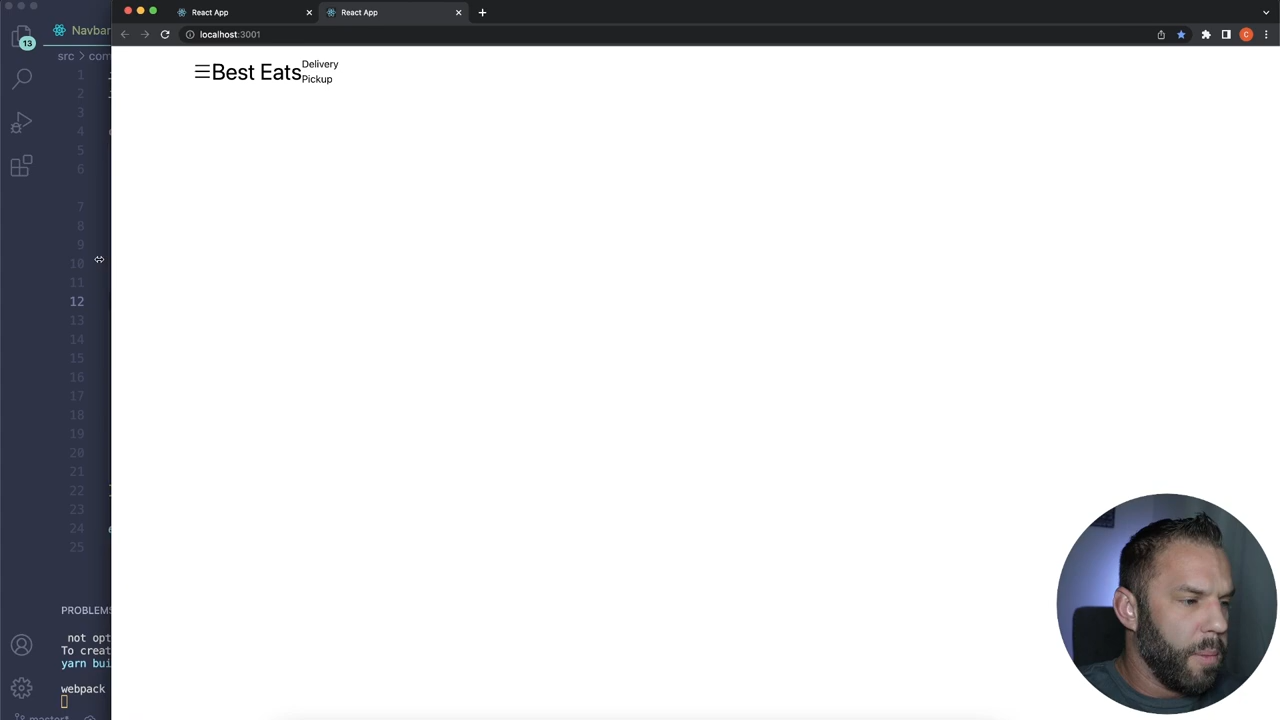 React App
React App
localhost:3001
C
13
Navbar
src > com
Best Eats
Delivery
Pickup
1
2
3
4
5
6
7
8
9
10
11
12
13
14
15
16
17
18
19
20
21
22
23
24
25
PROBLEMS
not opt
To creat
yarn bui
webpack
master*